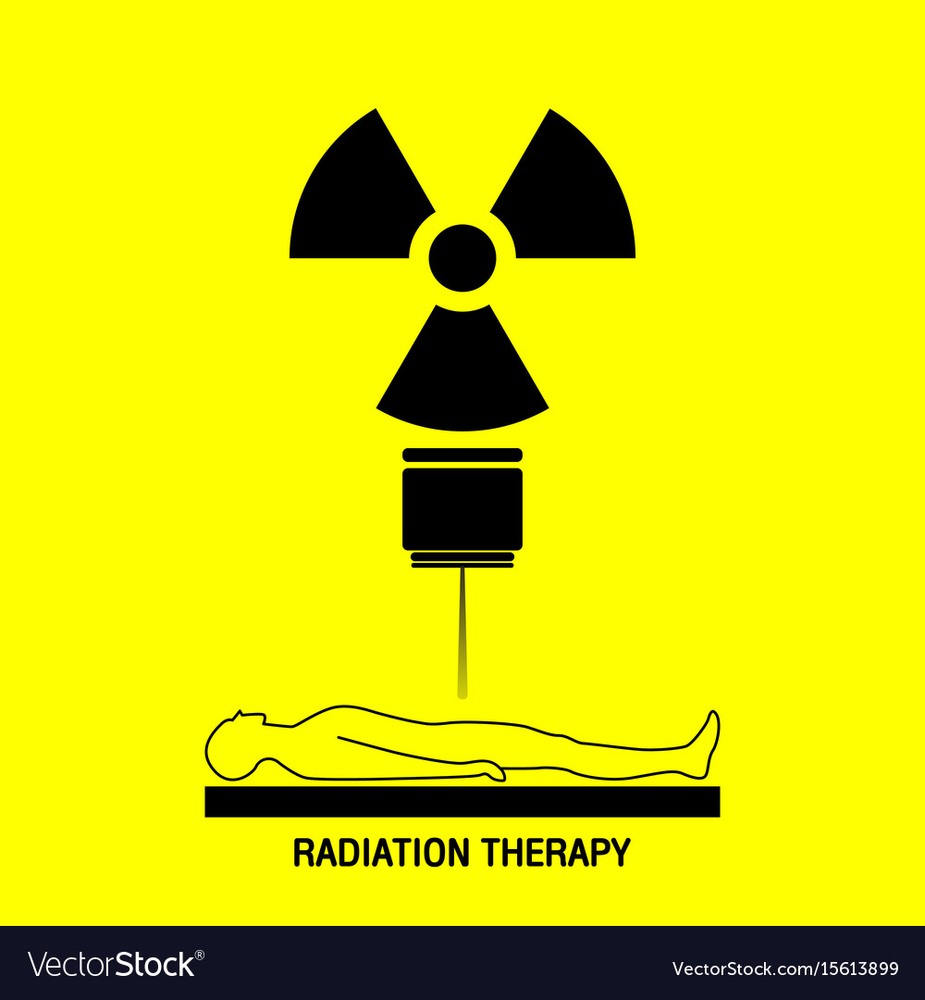 RADIATION THERAPY
VectorStock®
VectorStock.com/15613899